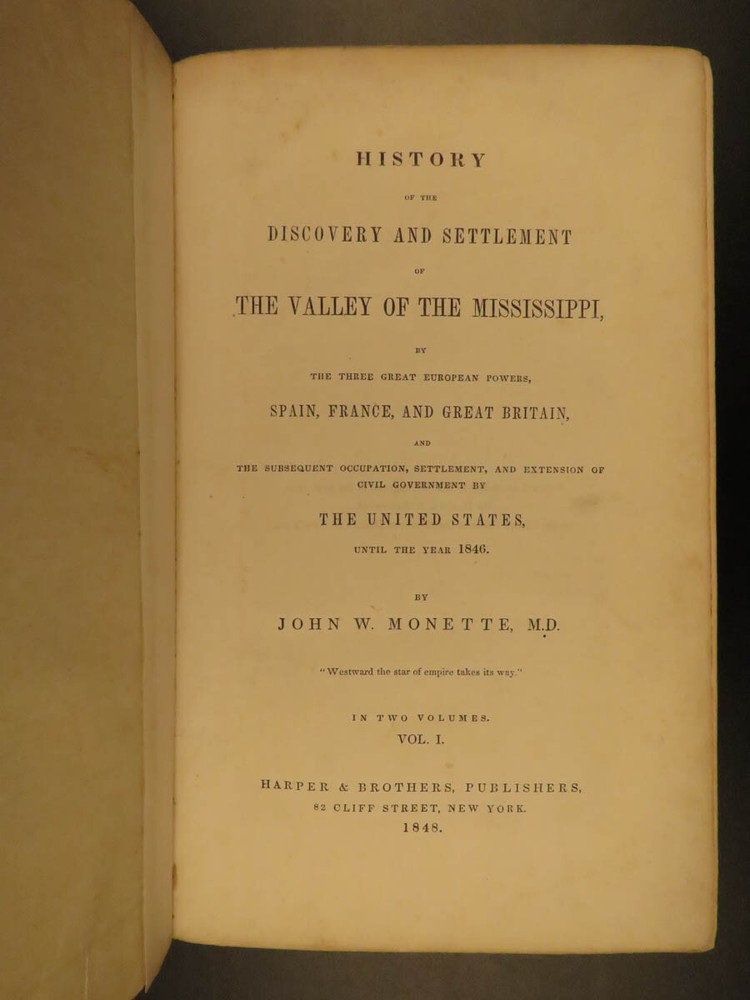 HISTORY
OF THE
DISCOVERY AND SETTLEMENT
OF
THE VALLEY OF THE MISSISSIPPI,
BY
THE THREE GREAT EUROPEAN POWERS,
SPAIN, FRANCE, AND GREAT BRITAIN,
AND
THE SUBSEQUENT OCCUPATION, SETTLEMENT, AND EXTENSION OF
CIVIL GOVERNMENT BY
THE UNITED STATES,
UNTIL THE YEAR 1846.
BY
JOHN W. MONETTE, M.D.
"Westward the star of empire takes its way."
IN TWO VOLUMES.
VOL. I.
HARPER & BROTHERS, PUBLISHERS,
82 CLIFF STREET, NEW YORK.
1848.